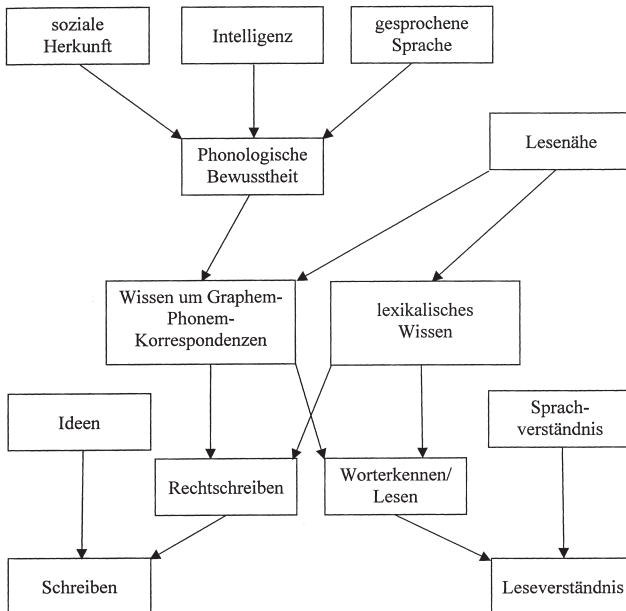 soziale
Herkunft
Intelligenz
gesprochene
Sprache
Phonologische
Bewusstheit
Lesenähe
Wissen um Graphem-
Phonem-
Korrespondenzen
lexikalisches
Wissen
Ideen
Sprach-
verständnis
Rechtschreiben
Worterkennen/
Lesen
Schreiben
Leseverständnis